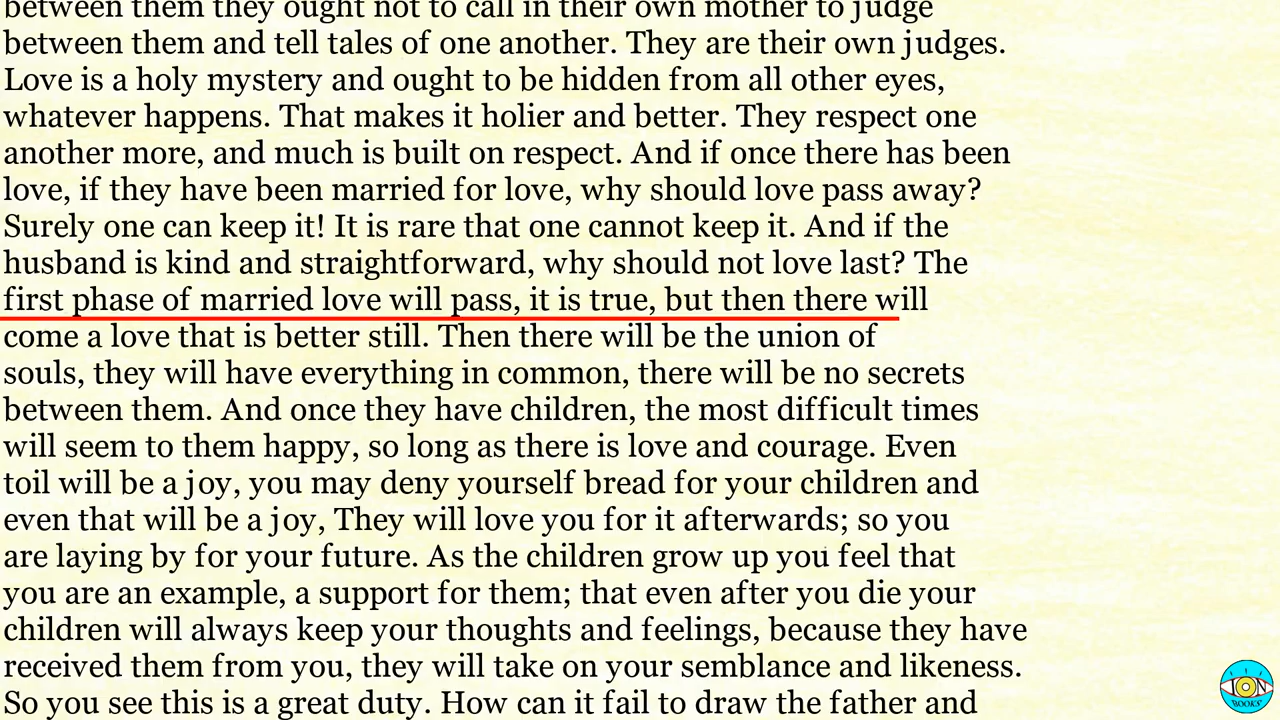 between them they ought not to call in their own mother to judge
between them and tell tales of one another. They are their own judges.
Love is a holy mystery and ought to be hidden from all other eyes,
whatever happens. That makes it holier and better. They respect one
another more, and much is built on respect. And if once there has been
love, if they have been married for love, why should love pass away?
Surely one can keep it! It is rare that one cannot keep it. And if the
husband is kind and straightforward, why should not love last? The
first phase of married love will pass, it is true, but then there will
come a love that is better still. Then there will be the union of
souls, they will have everything in common, there will be no secrets
between them. And once they have children, the most difficult times
will seem to them happy, so long as there is love and courage. Even
toil will be a joy, you may deny yourself bread for your children and
even that will be a joy, They will love you for it afterwards; so you
are laying by for your future. As the children grow up you feel that
you are an example, a support for them; that even after you die your
children will always keep your thoughts and feelings, because they have
received them from you, they will take on your semblance and likeness.
So you see this is a great duty. How can it fail to draw the father and
ION
BOOKS